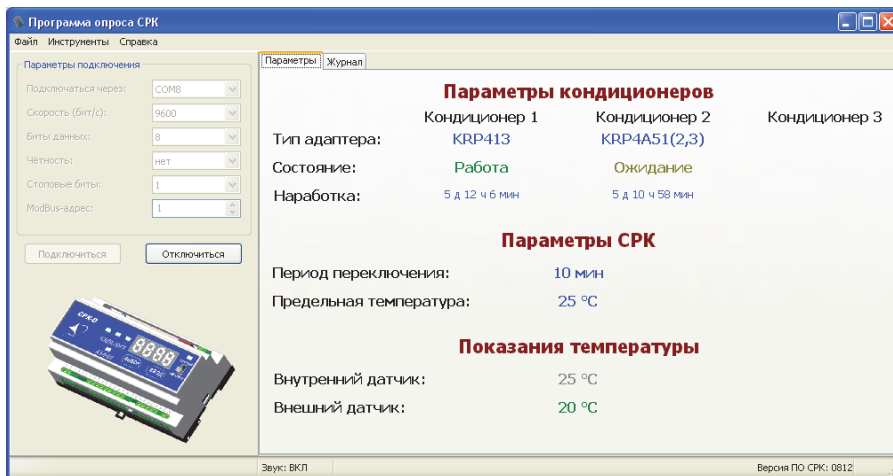 Программа опроса СРК
Файл Инструменты Справка
Параметры подключения
Подключаться через: COM8
Скорость (бит/с): 9600
Биты данных: 8
Чётность: нет
Стоповые биты: 1
ModBus-адрес: 1
Подключиться Отключиться
СРК-D
8888
Параметры Журнал
Параметры кондиционеров
Кондиционер 1 Кондиционер 2 Кондиционер 3
Тип адаптера: KRP413 KRP4A51(2,3)
Состояние: Работа Ожидание
Наработка: 5 д 12 ч 6 мин 5 д 10 ч 58 мин
Параметры СРК
Период переключения: 10 мин
Предельная температура: 25 °C
Показания температуры
Внутренний датчик: 25 °C
Внешний датчик: 20 °C
Звук: ВКЛ Версия ПО СРК: 0812